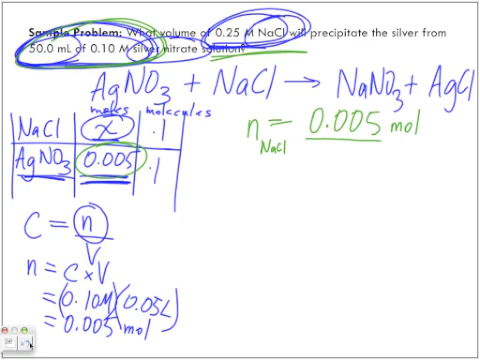 Sample Problem: What volume of 0.25 M NaCl will precipitate the silver from
50.0 mL of 0.10 M silver nitrate solution?
AgNO3 + NaCl → NaNO3 + AgCl
moles molecules
NaCl x 1
AgNO3 0.005 1
n NaCl = 0.005 mol
C = n/V
n = C × V
= (0.10M)(0.05L)
= 0.005 mol